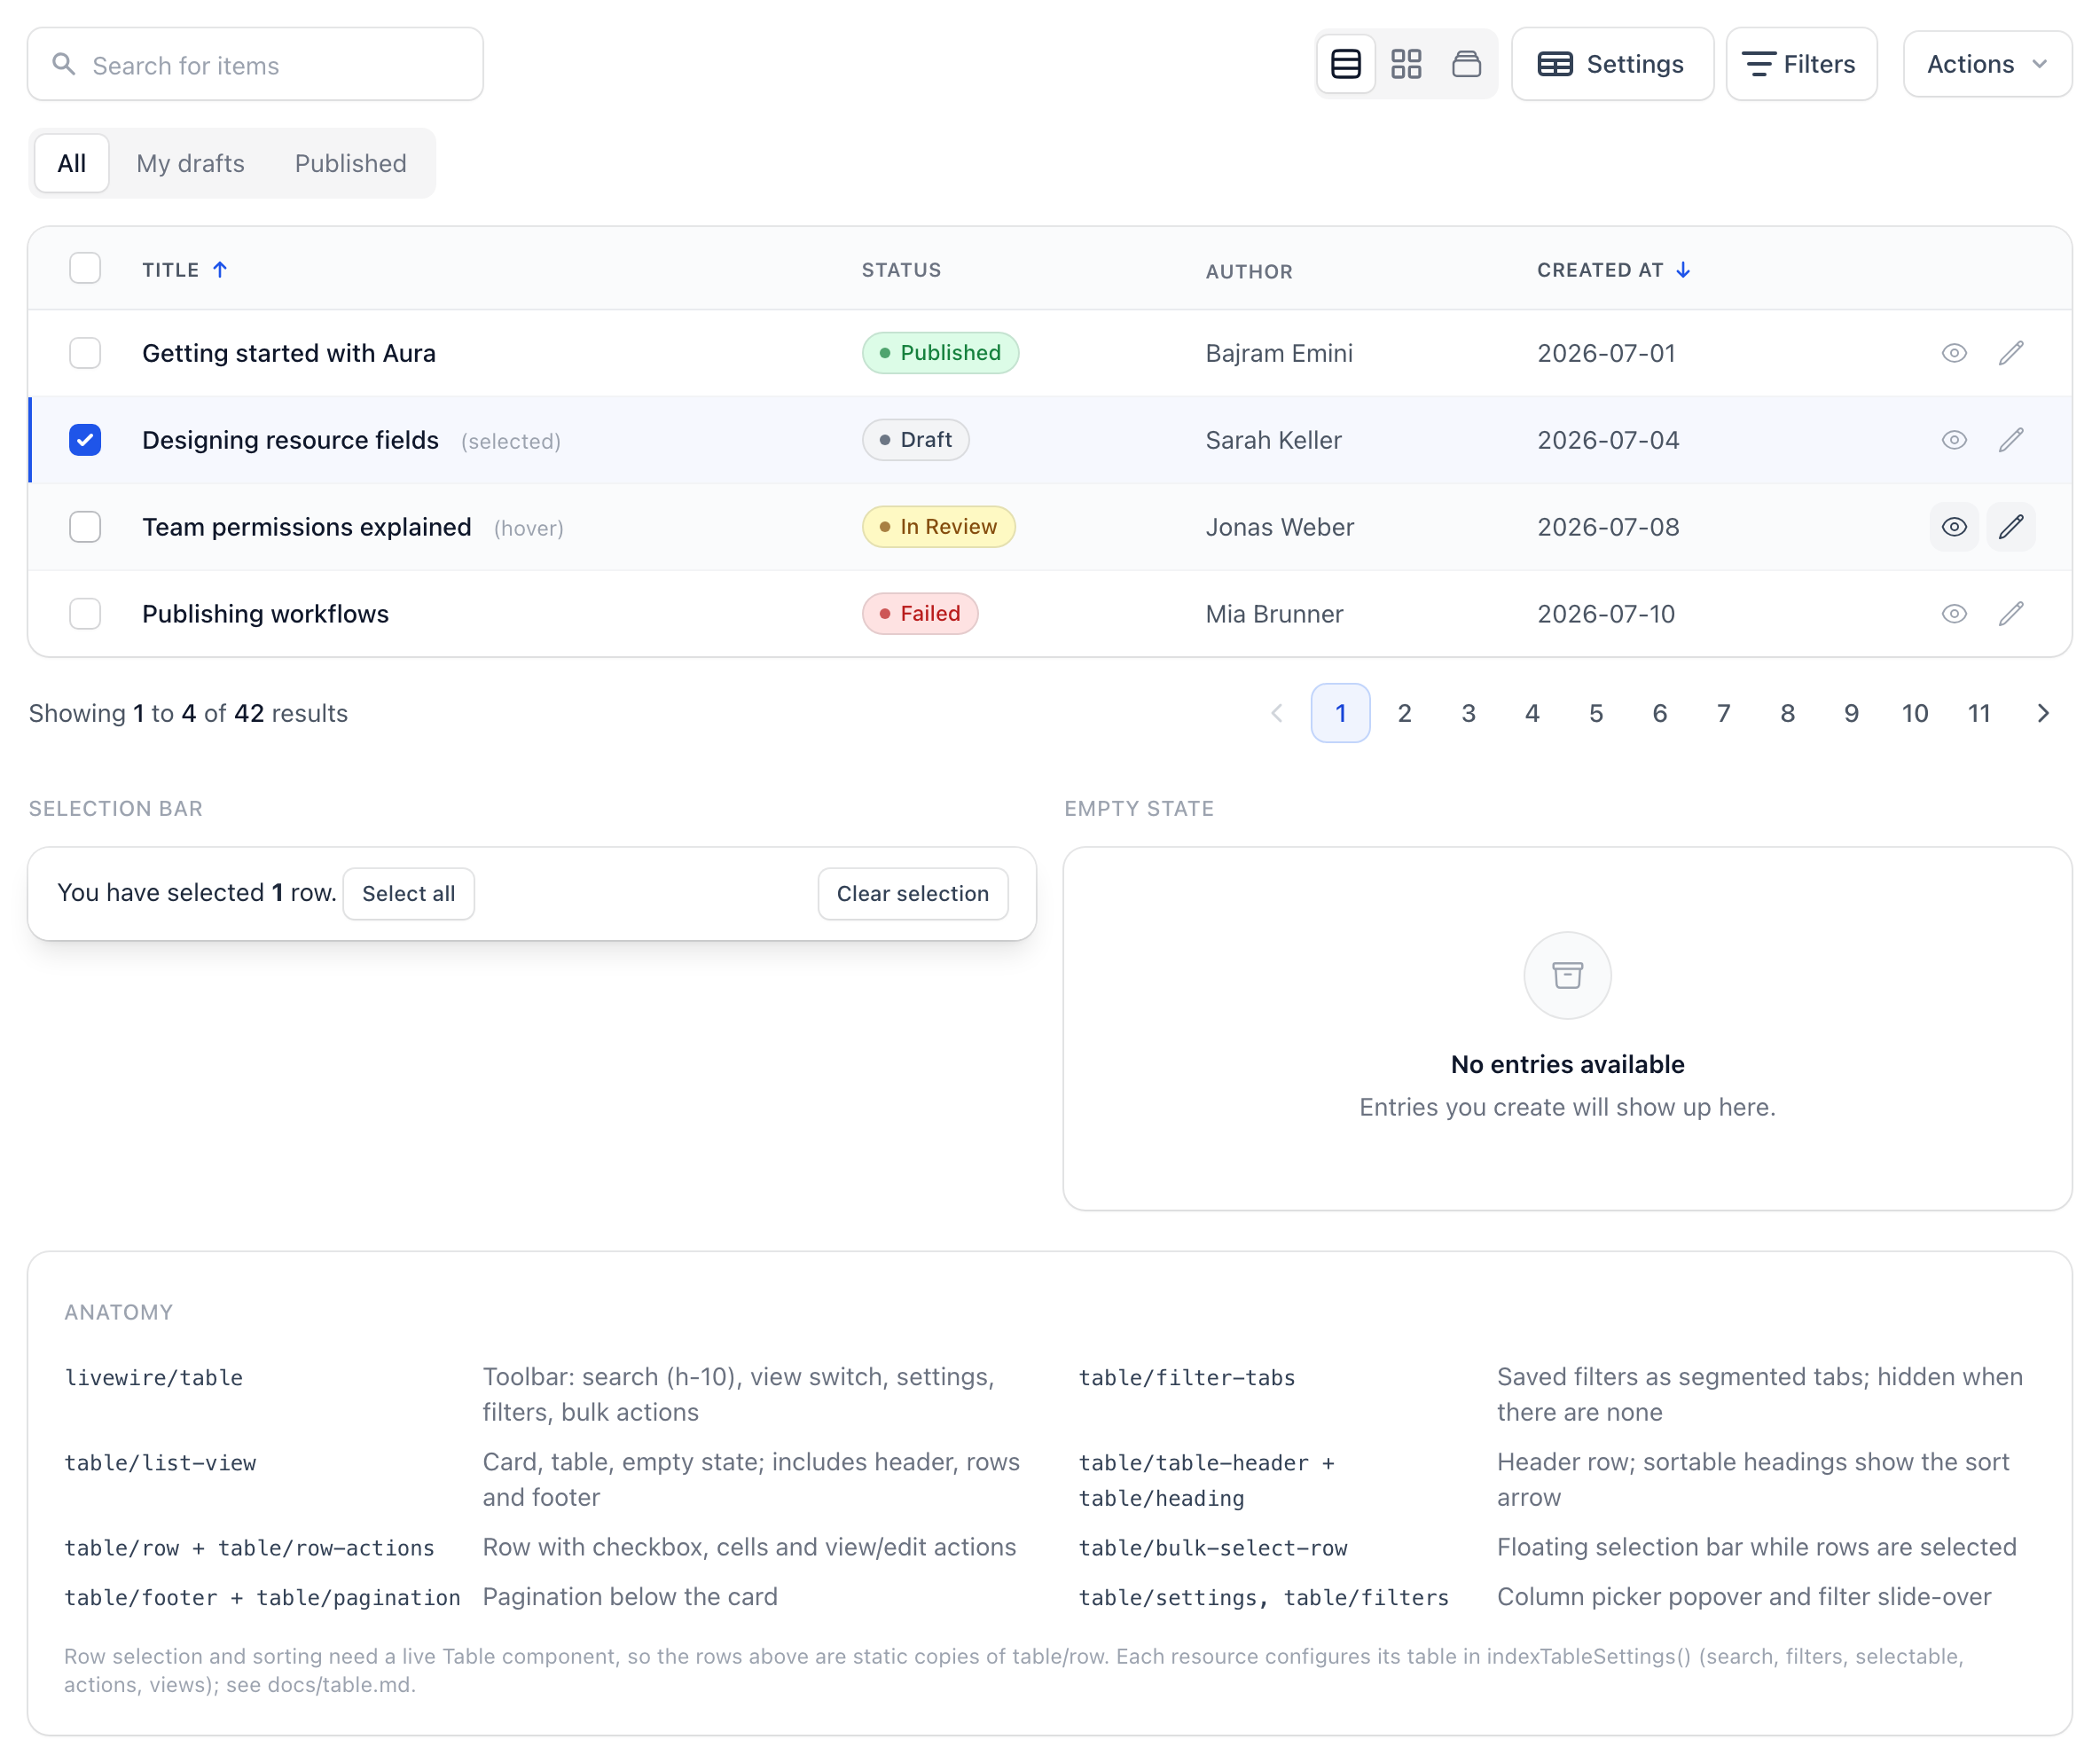 Search for items
Settings
Filters
Actions
All
My drafts
Published
TITLE
STATUS
AUTHOR
CREATED AT
Getting started with Aura
Published
Bajram Emini
2026-07-01
Designing resource fields (selected)
Draft
Sarah Keller
2026-07-04
Team permissions explained (hover)
In Review
Jonas Weber
2026-07-08
Publishing workflows
Failed
Mia Brunner
2026-07-10
Showing 1 to 4 of 42 results
1 2 3 4 5 6 7 8 9 10 11
SELECTION BAR
You have selected 1 row.
Select all
Clear selection
EMPTY STATE
No entries available
Entries you create will show up here.
ANATOMY
livewire/table
Toolbar: search (h-10), view switch, settings,
filters, bulk actions
table/filter-tabs
Saved filters as segmented tabs; hidden when
there are none
table/list-view
Card, table, empty state; includes header, rows
and footer
table/table-header +
table/heading
Header row; sortable headings show the sort
arrow
table/row + table/row-actions
Row with checkbox, cells and view/edit actions
table/bulk-select-row
Floating selection bar while rows are selected
table/footer + table/pagination
Pagination below the card
table/settings, table/filters
Column picker popover and filter slide-over
Row selection and sorting need a live Table component, so the rows above are static copies of table/row. Each resource configures its table in indexTableSettings() (search, filters, selectable,
actions, views); see docs/table.md.